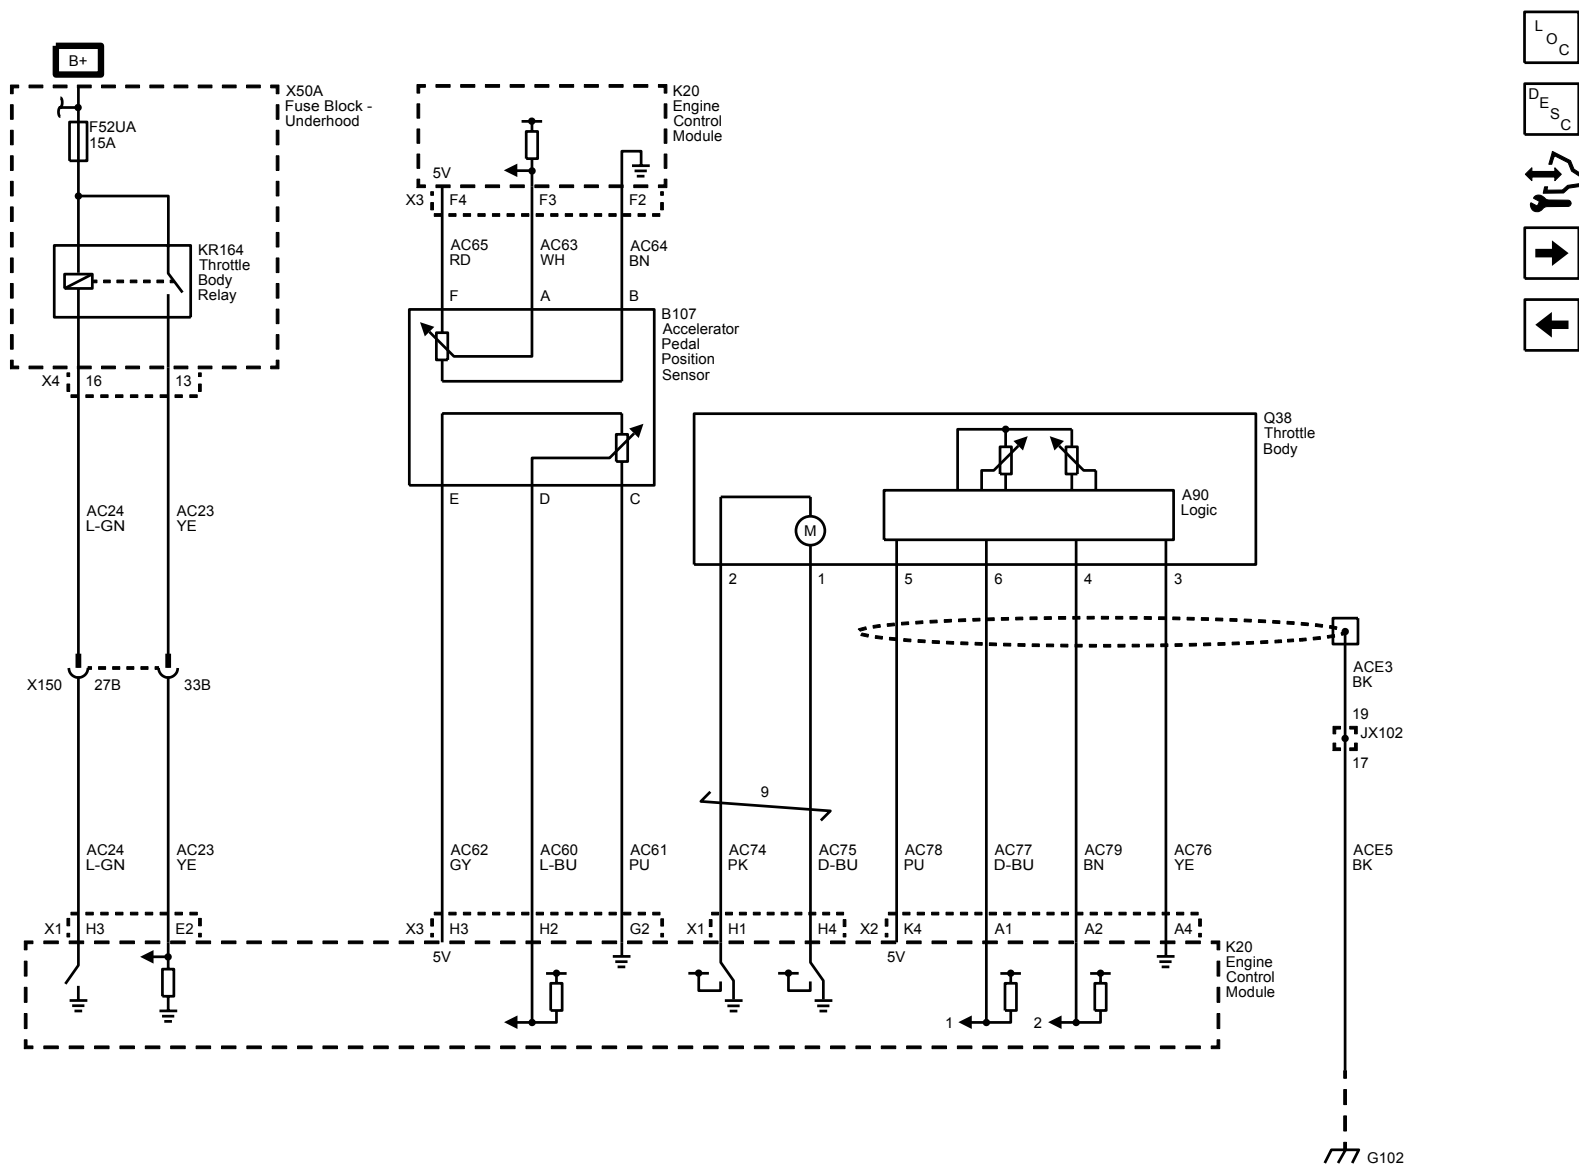 L O C
D E S C
B+
X50A
Fuse Block -
Underhood
F52UA
15A
KR164
Throttle
Body
Relay
X4 16 13
K20
Engine
Control
Module
5V
X3 F4 F3 F2
AC65 AC63 AC64
RD WH BN
F A B
B107
Accelerator
Pedal
Position
Sensor
E D C
Q38
Throttle
Body
A90
Logic
M
2 1 5 6 4 3
AC24 AC23
L-GN YE
X150 27B 33B
ACE3
BK
19
JX102
17
9
AC24 AC23 AC62 AC60 AC61 AC74 AC75 AC78 AC77 AC79 AC76 ACE5
L-GN YE GY L-BU PU PK D-BU PU D-BU BN YE BK
X1 H3 E2 X3 H3 H2 G2 X1 H1 H4 X2 K4 A1 A2 A4
5V 5V
K20
Engine
Control
Module
1 2
G102